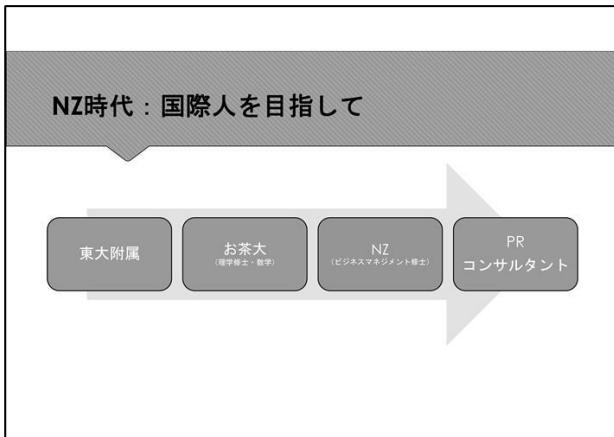 NZ時代：国際人を目指して
東大附属
お茶大
（理学修士・数学）
NZ
（ビジネスマネジメント修士）
PR
コンサルタント